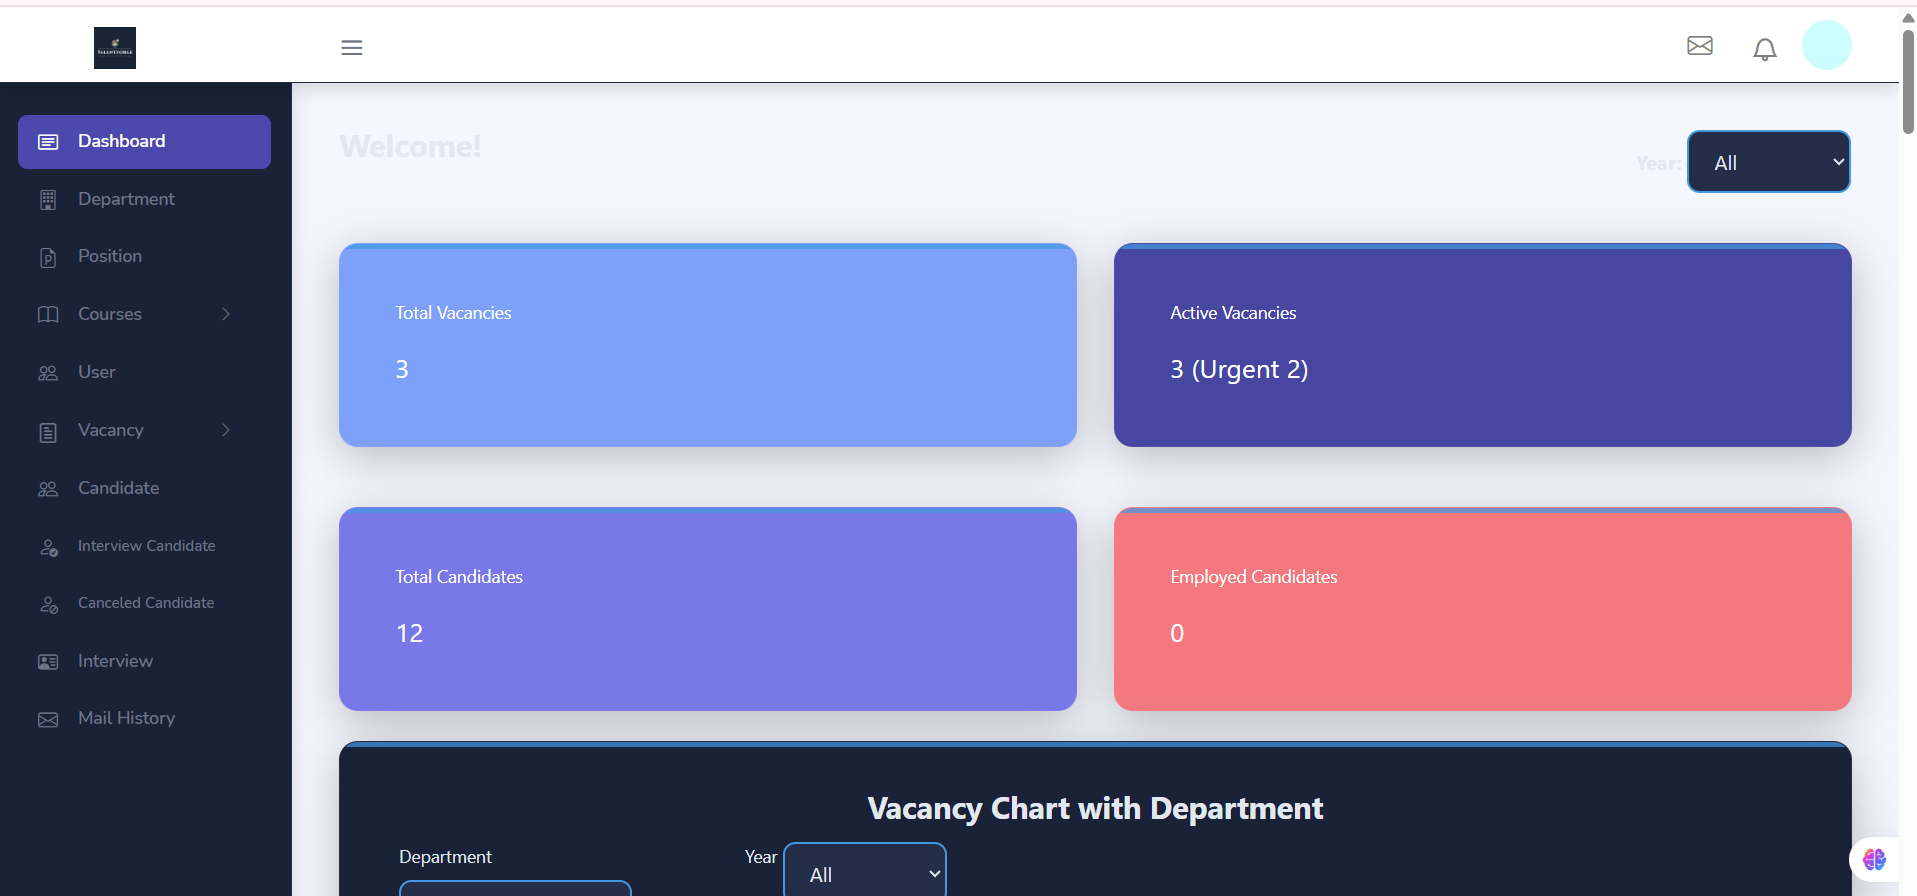 TALENTFORGE
Dashboard
Department
Position
Courses
User
Vacancy
Candidate
Interview Candidate
Canceled Candidate
Interview
Mail History
Welcome!
Year: All
Total Vacancies
3
Active Vacancies
3 (Urgent 2)
Total Candidates
12
Employed Candidates
0
Vacancy Chart with Department
Department
Year All